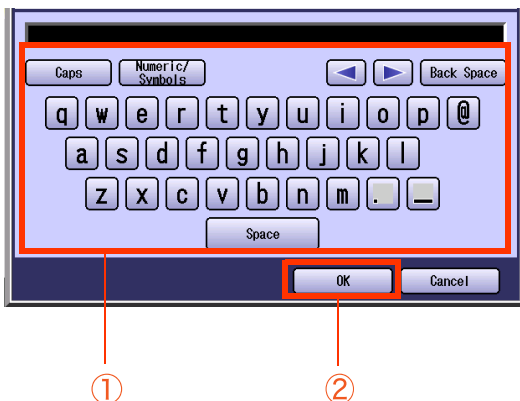 Caps Numeric/ Symbols ◀ ▶ Back Space
q w e r t y u i o p @
a s d f g h j k l
z x c v b n m . _
Space
OK Cancel
① ②